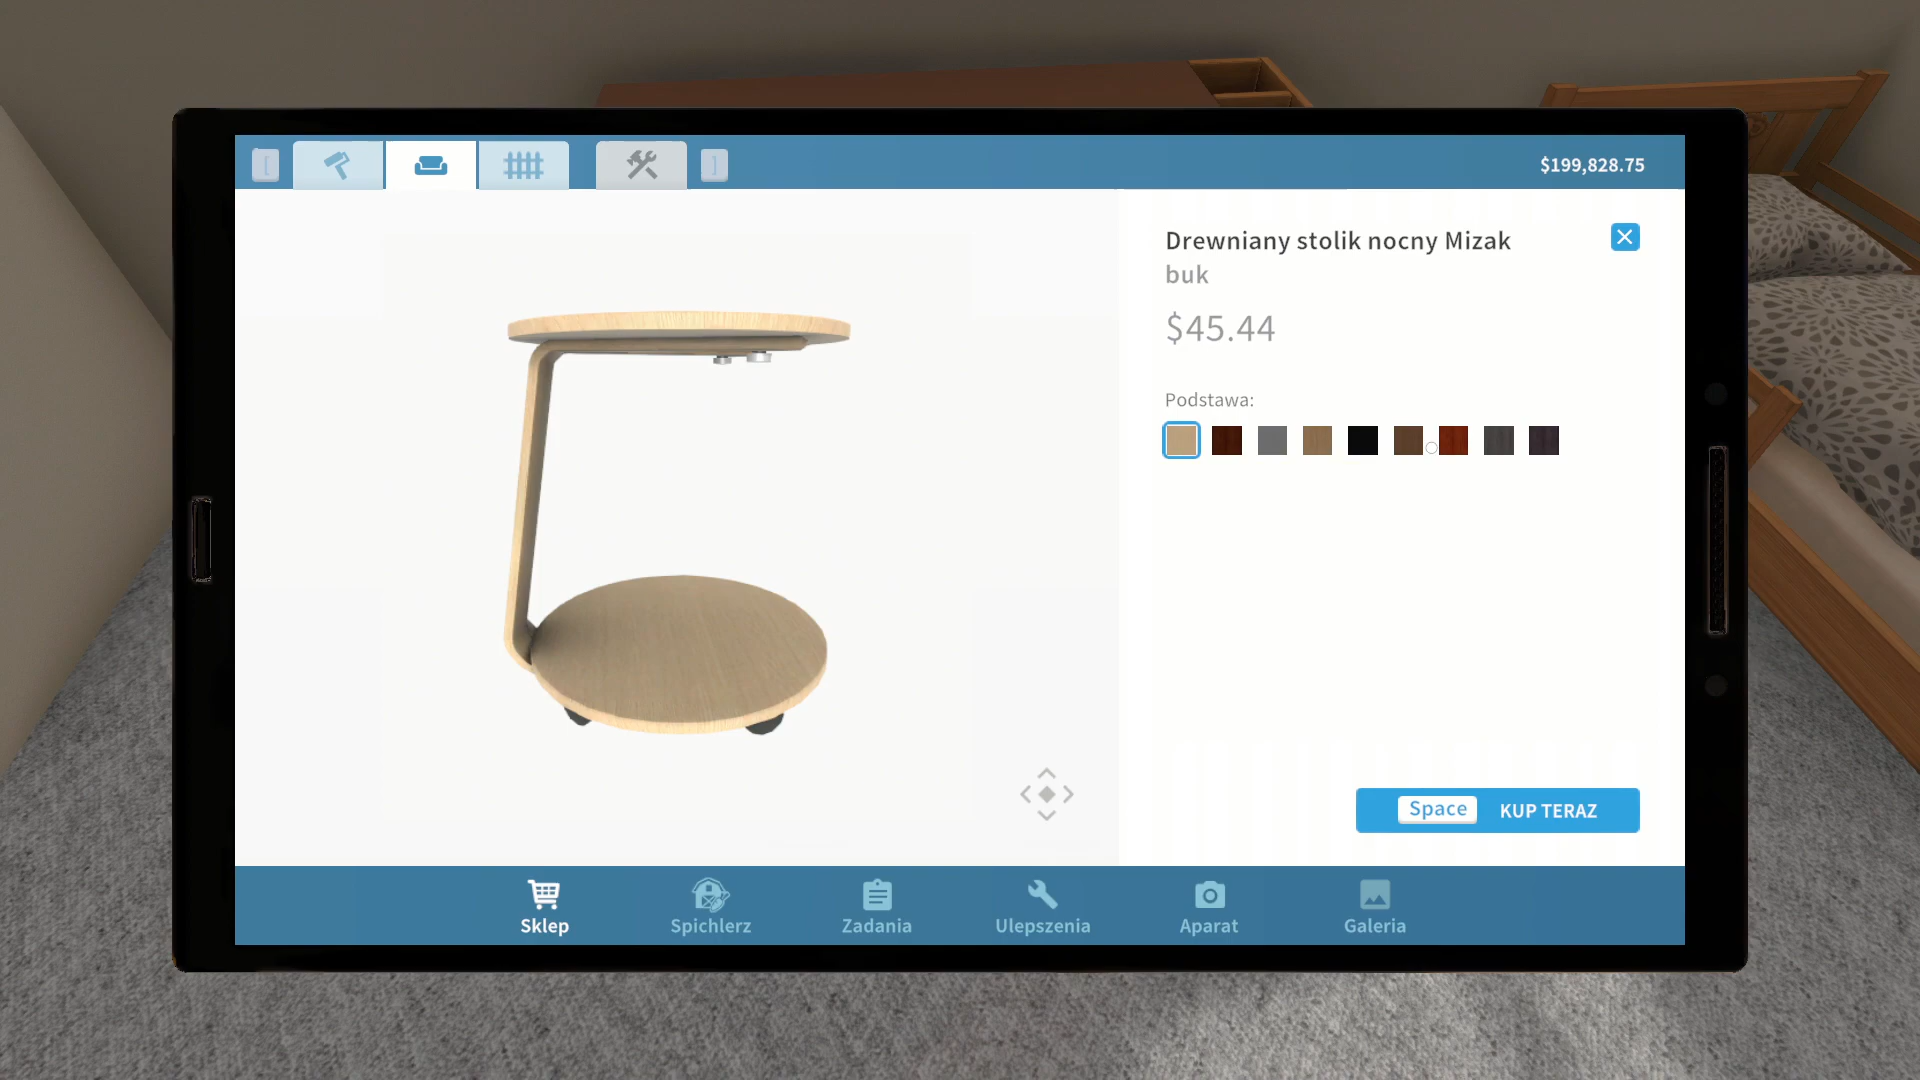 [
]
$199,828.75
Drewniany stolik nocny Mizak
buk
$45.44
Podstawa:
Space KUP TERAZ
Sklep
Spichlerz
Zadania
Ulepszenia
Aparat
Galeria